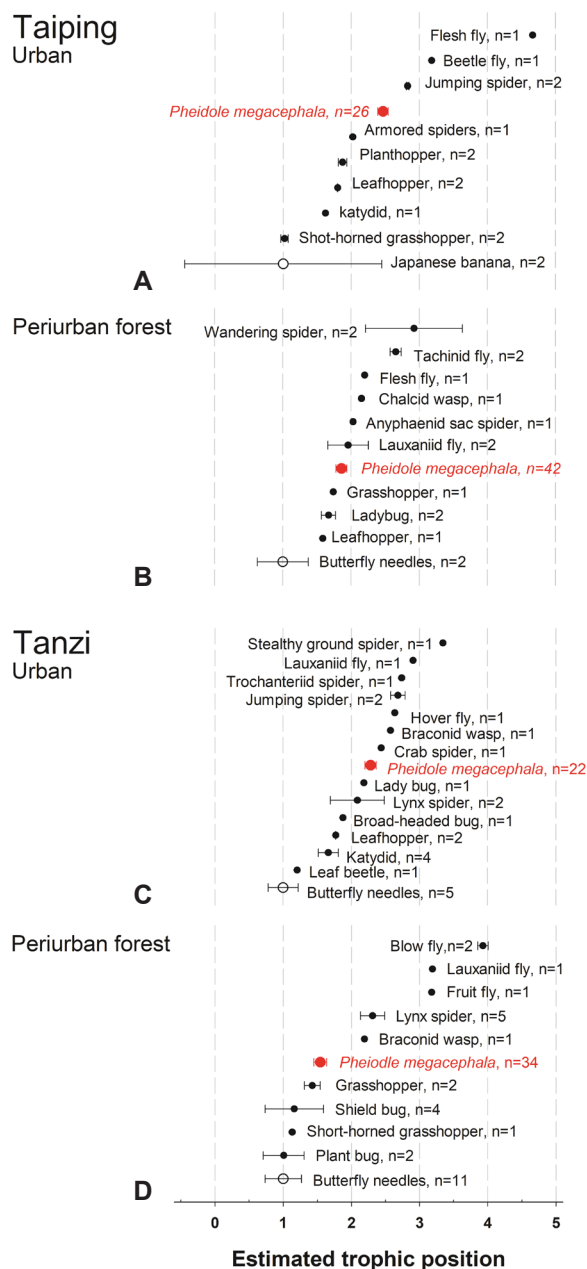 Taiping
Urban
Flesh fly, n=1
Beetle fly, n=1
Jumping spider, n=2
Pheidole megacephala, n=26
Armored spiders, n=1
Planthopper, n=2
Leafhopper, n=2
katydid, n=1
Shot-horned grasshopper, n=2
Japanese banana, n=2
A
Periurban forest
Wandering spider, n=2
Tachinid fly, n=2
Flesh fly, n=1
Chalcid wasp, n=1
Anyphaenid sac spider, n=1
Lauxaniid fly, n=2
Pheidole megacephala, n=42
Grasshopper, n=1
Ladybug, n=2
Leafhopper, n=1
Butterfly needles, n=2
B
Tanzi
Urban
Stealthy ground spider, n=1
Lauxaniid fly, n=1
Trochanteriid spider, n=1
Jumping spider, n=2
Hover fly, n=1
Braconid wasp, n=1
Crab spider, n=1
Pheidole megacephala, n=22
Lady bug, n=1
Lynx spider, n=2
Broad-headed bug, n=1
Leafhopper, n=2
Katydid, n=4
Leaf beetle, n=1
Butterfly needles, n=5
C
Periurban forest
Blow fly,n=2
Lauxaniid fly, n=1
Fruit fly, n=1
Lynx spider, n=5
Braconid wasp, n=1
Pheiodle megacephala, n=34
Grasshopper, n=2
Shield bug, n=4
Short-horned grasshopper, n=1
Plant bug, n=2
Butterfly needles, n=11
D
0 1 2 3 4 5
Estimated trophic position